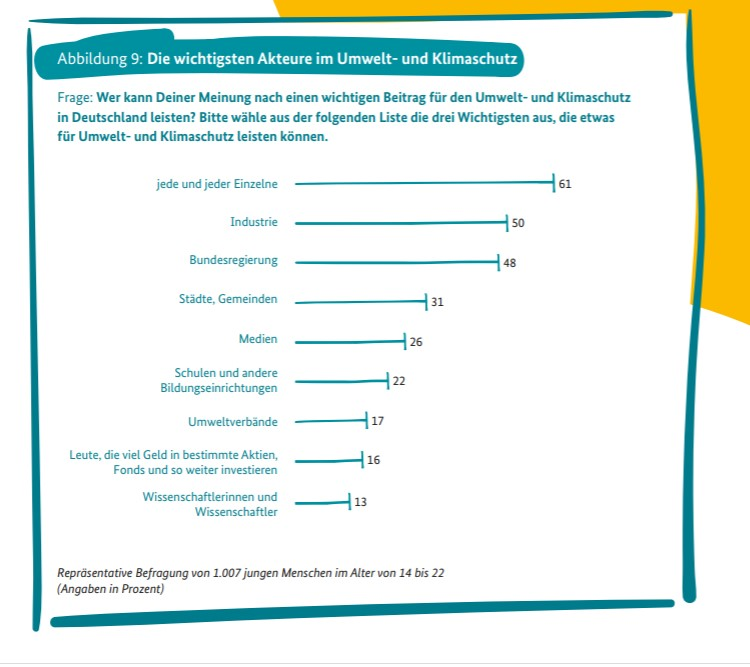 Abbildung 9: Die wichtigsten Akteure im Umwelt- und Klimaschutz
Frage: Wer kann Deiner Meinung nach einen wichtigen Beitrag für den Umwelt- und Klimaschutz
in Deutschland leisten? Bitte wähle aus der folgenden Liste die drei Wichtigsten aus, die etwas
für Umwelt- und Klimaschutz leisten können.
jede und jeder Einzelne 61
Industrie 50
Bundesregierung 48
Städte, Gemeinden 31
Medien 26
Schulen und andere
Bildungseinrichtungen 22
Umweltverbände 17
Leute, die viel Geld in bestimmte Aktien,
Fonds und so weiter investieren 16
Wissenschaftlerinnen und
Wissenschaftler 13
Repräsentative Befragung von 1.007 jungen Menschen im Alter von 14 bis 22
(Angaben in Prozent)